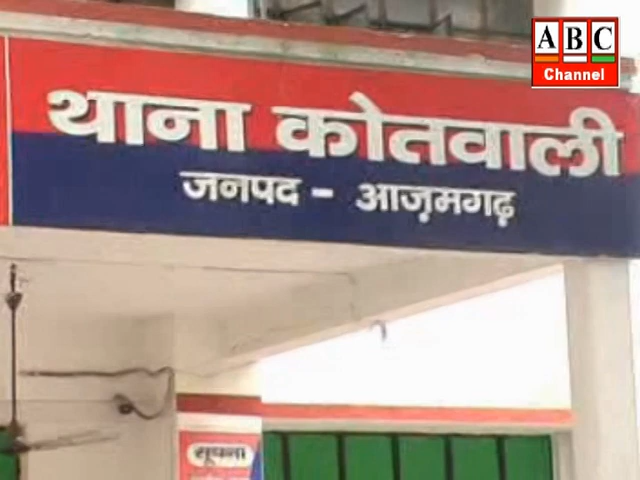 ABC
Channel
थाना कोतवाली
जनपद - आज़मगढ़
सूचना